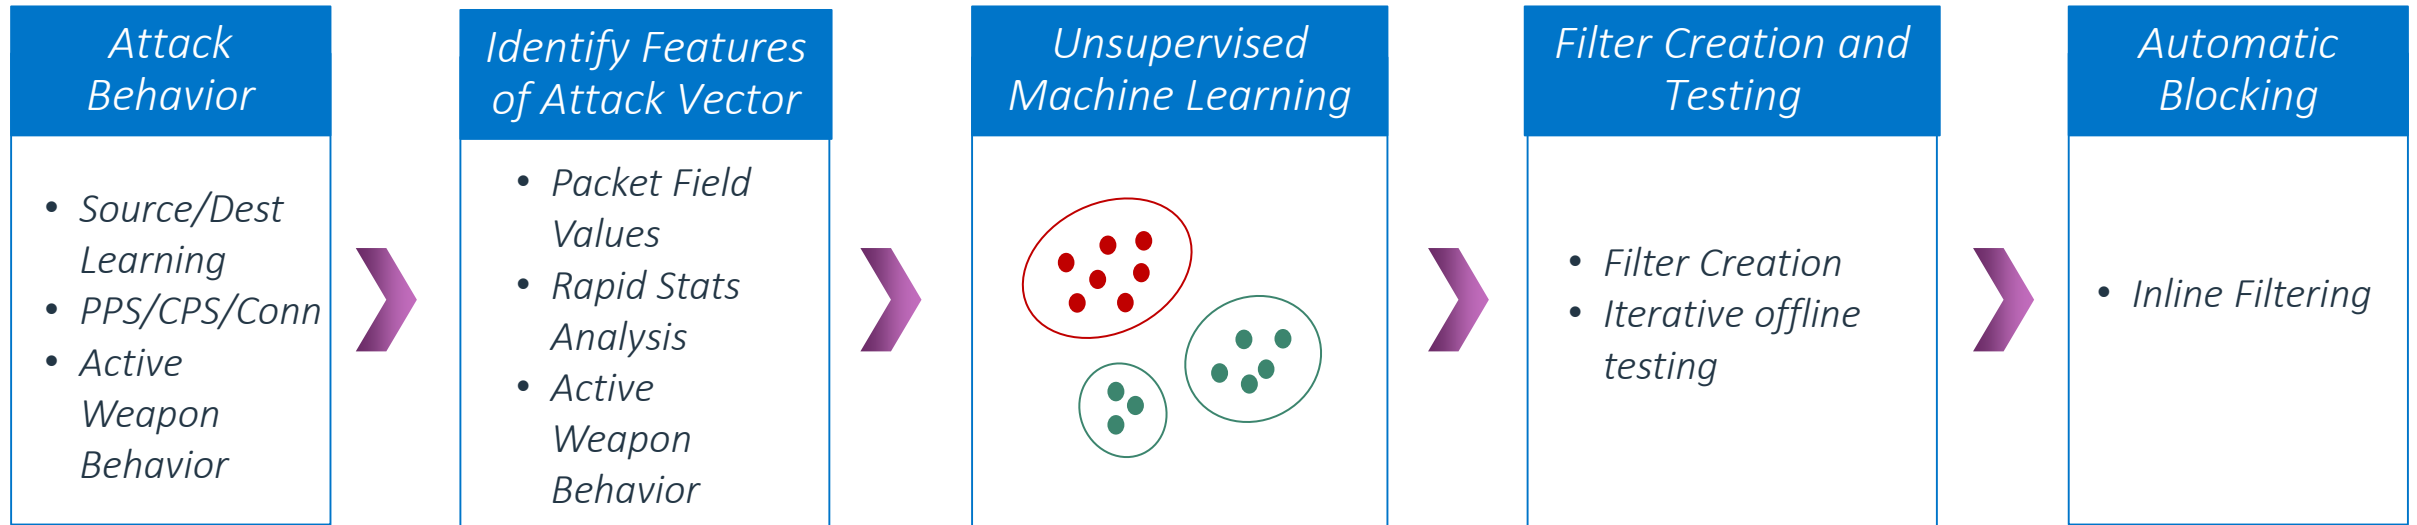 Attack
Behavior
• Source/Dest
Learning
• PPS/CPS/Conn
• Active
Weapon
Behavior
Identify Features
of Attack Vector
• Packet Field
Values
• Rapid Stats
Analysis
• Active
Weapon
Behavior
Unsupervised
Machine Learning
Filter Creation and
Testing
• Filter Creation
• Iterative offline
testing
Automatic
Blocking
• Inline Filtering